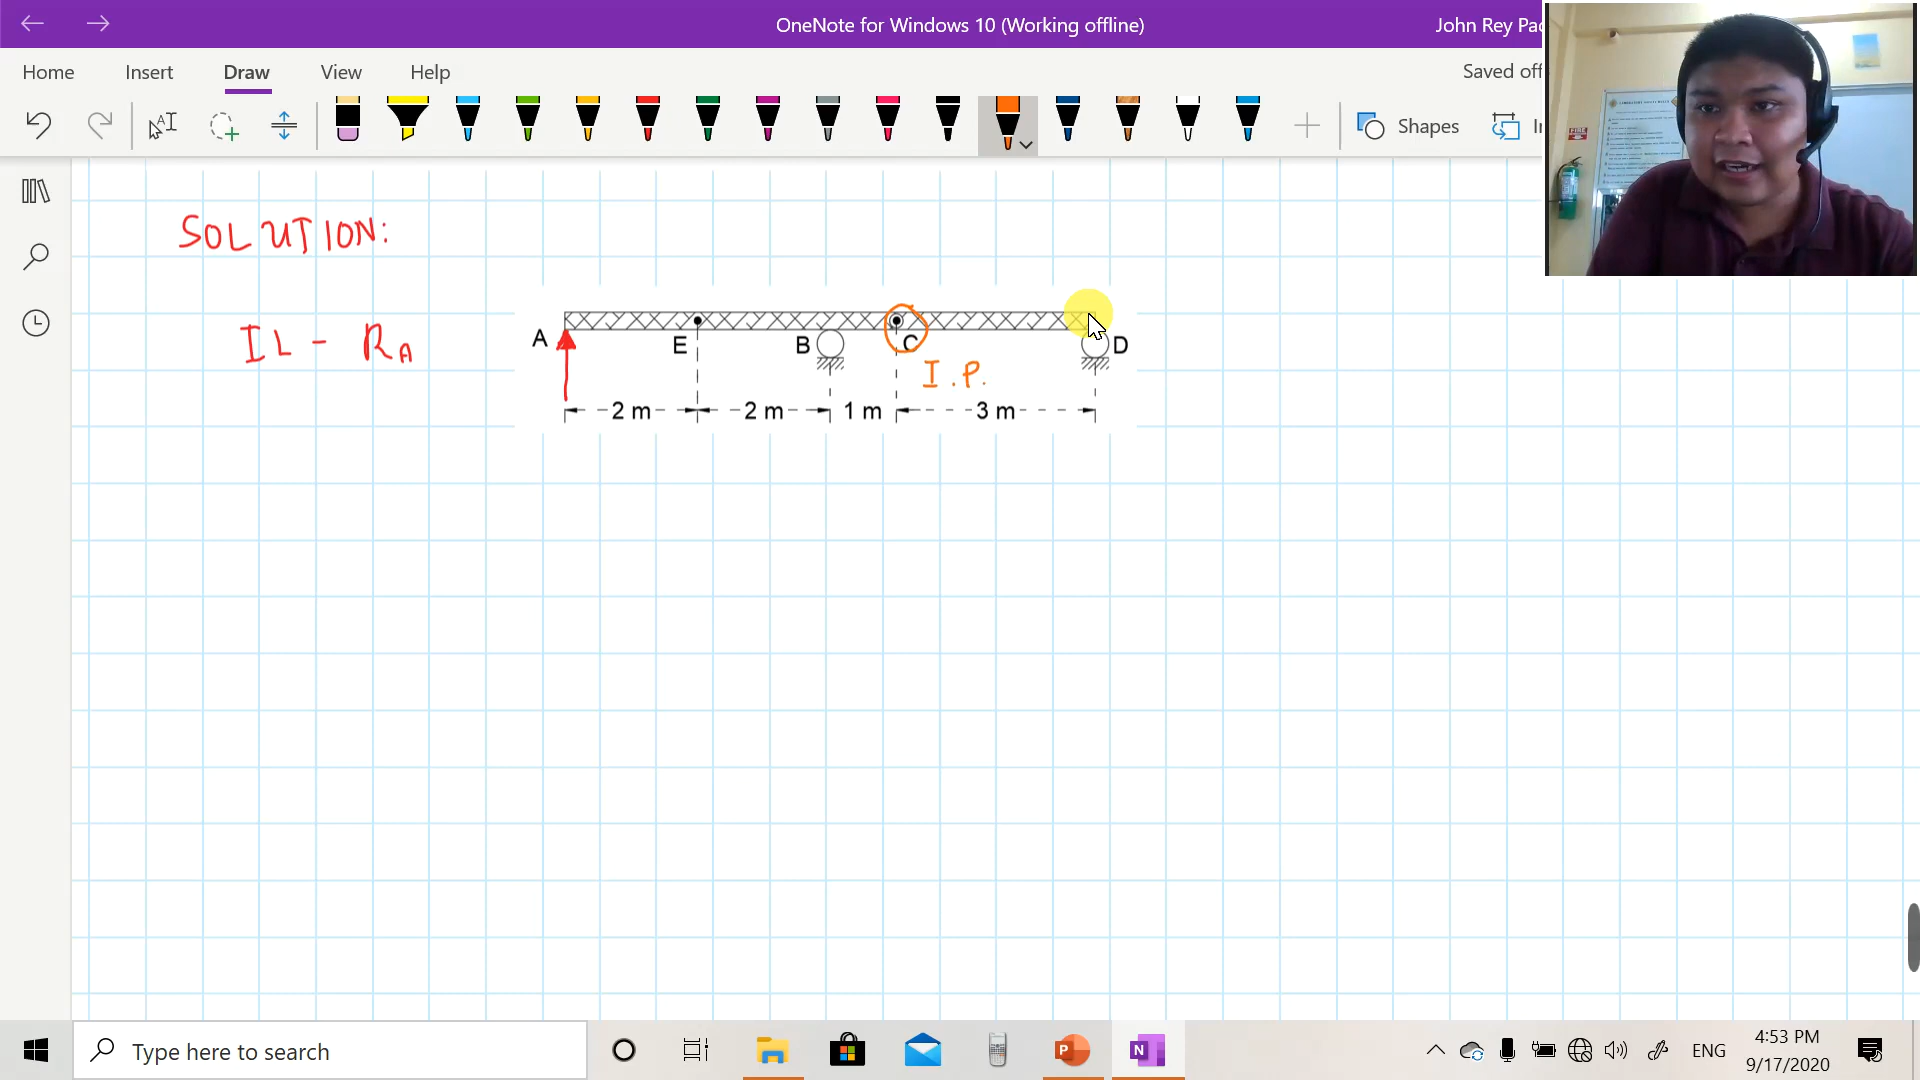 OneNote for Windows 10 (Working offline)
John Rey Pa
Home Insert Draw View Help
Saved off
Shapes
SOLUTION:
IL - RA
A E B C D
I.P.
2 m 2 m 1 m 3 m
FIRE
Type here to search
ENG
4:53 PM
9/17/2020